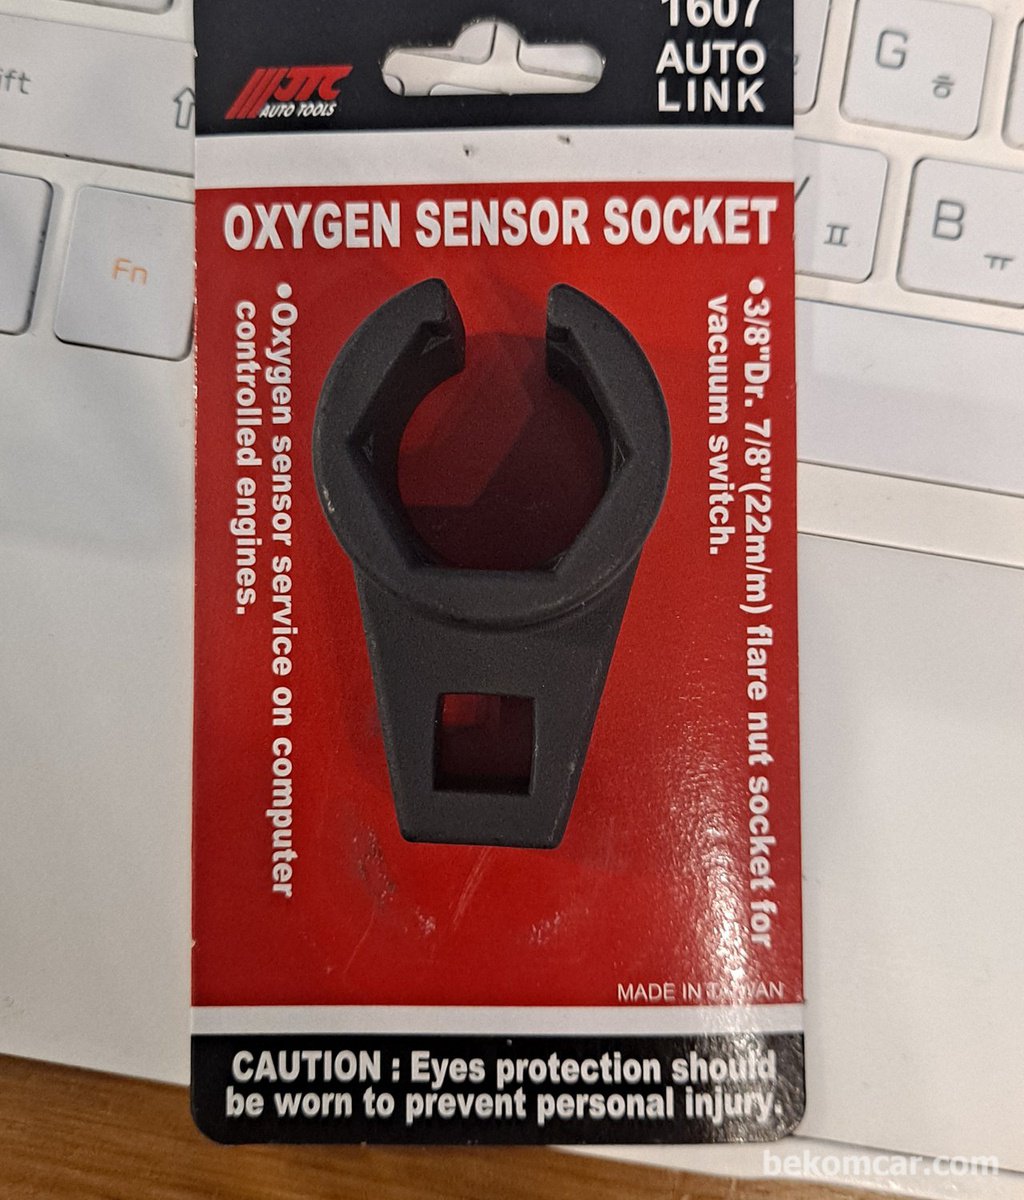 1607
AUTO
LINK
JTC
AUTO TOOLS
OXYGEN SENSOR SOCKET
•3/8"Dr. 7/8"(22m/m) flare nut socket for
vacuum switch.
•Oxygen sensor service on computer
controlled engines.
MADE IN TAIWAN
CAUTION : Eyes protection should
be worn to prevent personal injury.
ift
Fn
G
ㅎ
ㅍ
B
ㅠ
bekomcar.com